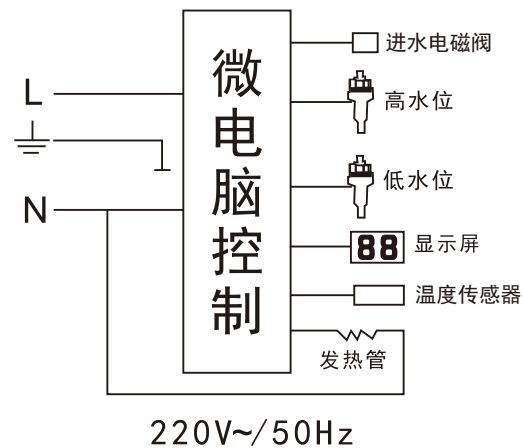 L
N
微电脑控制
进水电磁阀
高水位
低水位
88
显示屏
温度传感器
发热管
220V~/50Hz